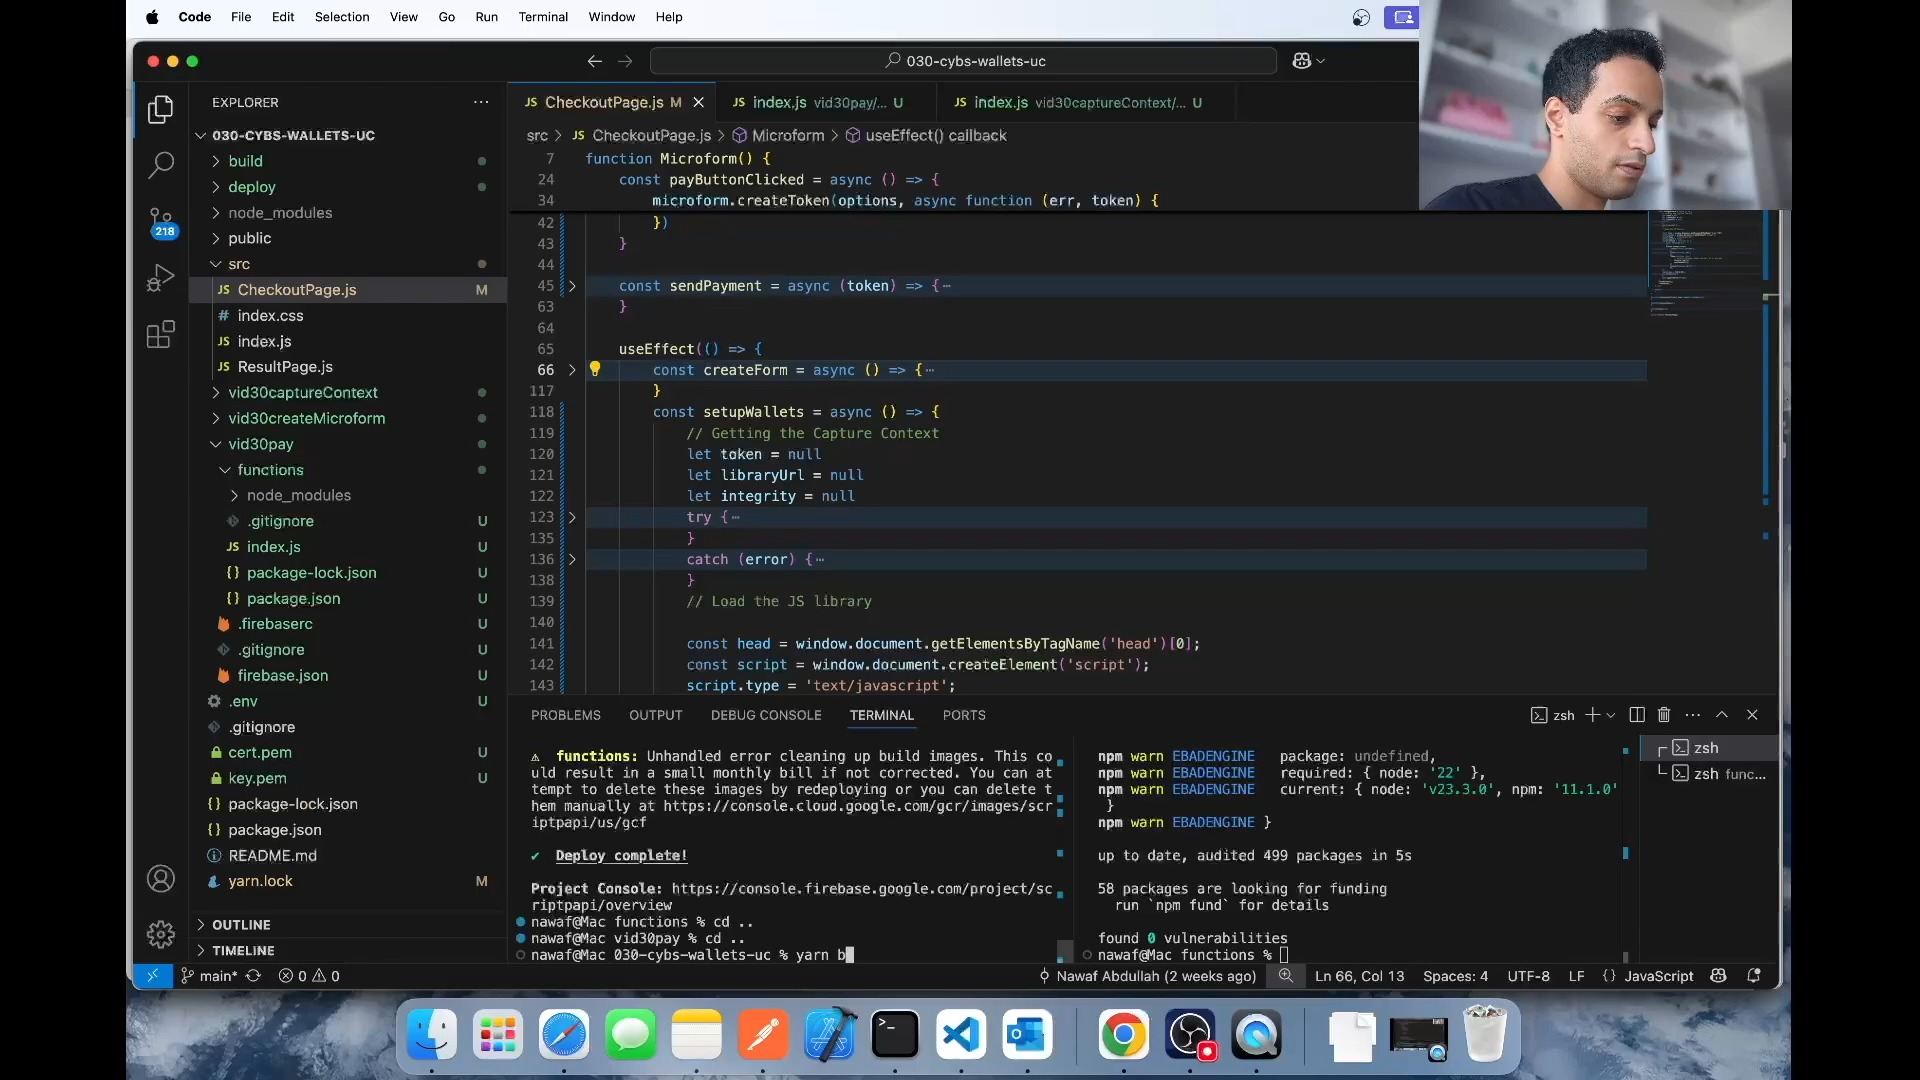 Code File Edit Selection View Go Run Terminal Window Help
030-cybs-wallets-uc
EXPLORER
030-CYBS-WALLETS-UC
build
deploy
node_modules
public
src
JS CheckoutPage.js M
# index.css
JS index.js
JS ResultPage.js
vid30captureContext
vid30createMicroform
vid30pay
functions
node_modules
.gitignore U
JS index.js U
{} package-lock.json U
{} package.json U
.firebaserc U
.gitignore U
firebase.json U
.env U
.gitignore
cert.pem U
key.pem U
package-lock.json
package.json
README.md
yarn.lock M
OUTLINE
TIMELINE
218
JS CheckoutPage.js M
JS index.js vid30pay/... U
JS index.js vid30captureContext/... U
src > JS CheckoutPage.js > Microform > useEffect() callback
7 function Microform() {
24 const payButtonClicked = async () => {
34 microform.createToken(options, async function (err, token) {
42 })
43 }
44
45 const sendPayment = async (token) => {⋯
63 }
64
65 useEffect(() => {
66 const createForm = async () => {⋯
117 }
118 const setupWallets = async () => {
119 // Getting the Capture Context
120 let token = null
121 let libraryUrl = null
122 let integrity = null
123 try {⋯
135 }
136 catch (error) {⋯
138 }
139 // Load the JS library
140
141 const head = window.document.getElementsByTagName('head')[0];
142 const script = window.document.createElement('script');
143 script.type = 'text/javascript';
PROBLEMS OUTPUT DEBUG CONSOLE TERMINAL PORTS
zsh
⚠ functions: Unhandled error cleaning up build images. This co
uld result in a small monthly bill if not corrected. You can at
tempt to delete these images by redeploying or you can delete t
hem manually at https://console.cloud.google.com/gcr/images/scr
iptpapi/us/gcf
✔ Deploy complete!
Project Console: https://console.firebase.google.com/project/sc
riptpapi/overview
nawaf@Mac functions % cd ..
nawaf@Mac vid30pay % cd ..
nawaf@Mac 030-cybs-wallets-uc % yarn b
npm warn EBADENGINE package: undefined,
npm warn EBADENGINE required: { node: '22' },
npm warn EBADENGINE current: { node: 'v23.3.0', npm: '11.1.0'
}
npm warn EBADENGINE }
up to date, audited 499 packages in 5s
58 packages are looking for funding
run `npm fund` for details
found 0 vulnerabilities
nawaf@Mac functions %
zsh
zsh func...
main* 0 0 Nawaf Abdullah (2 weeks ago) Ln 66, Col 13 Spaces: 4 UTF-8 LF {} JavaScript